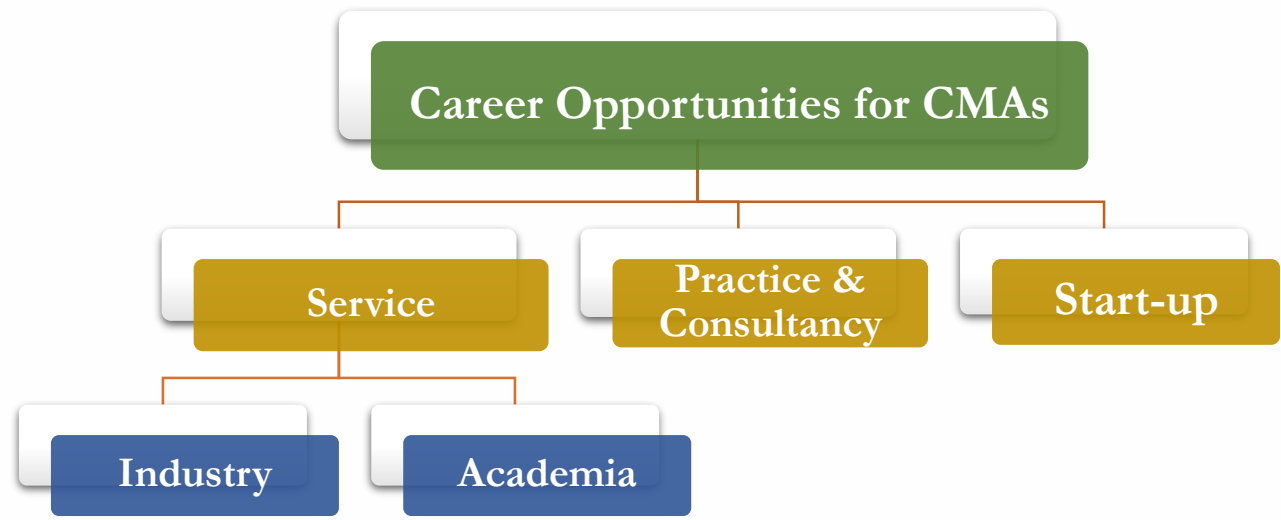 Career Opportunities for CMAs
Service
Practice &
Consultancy
Start-up
Industry
Academia